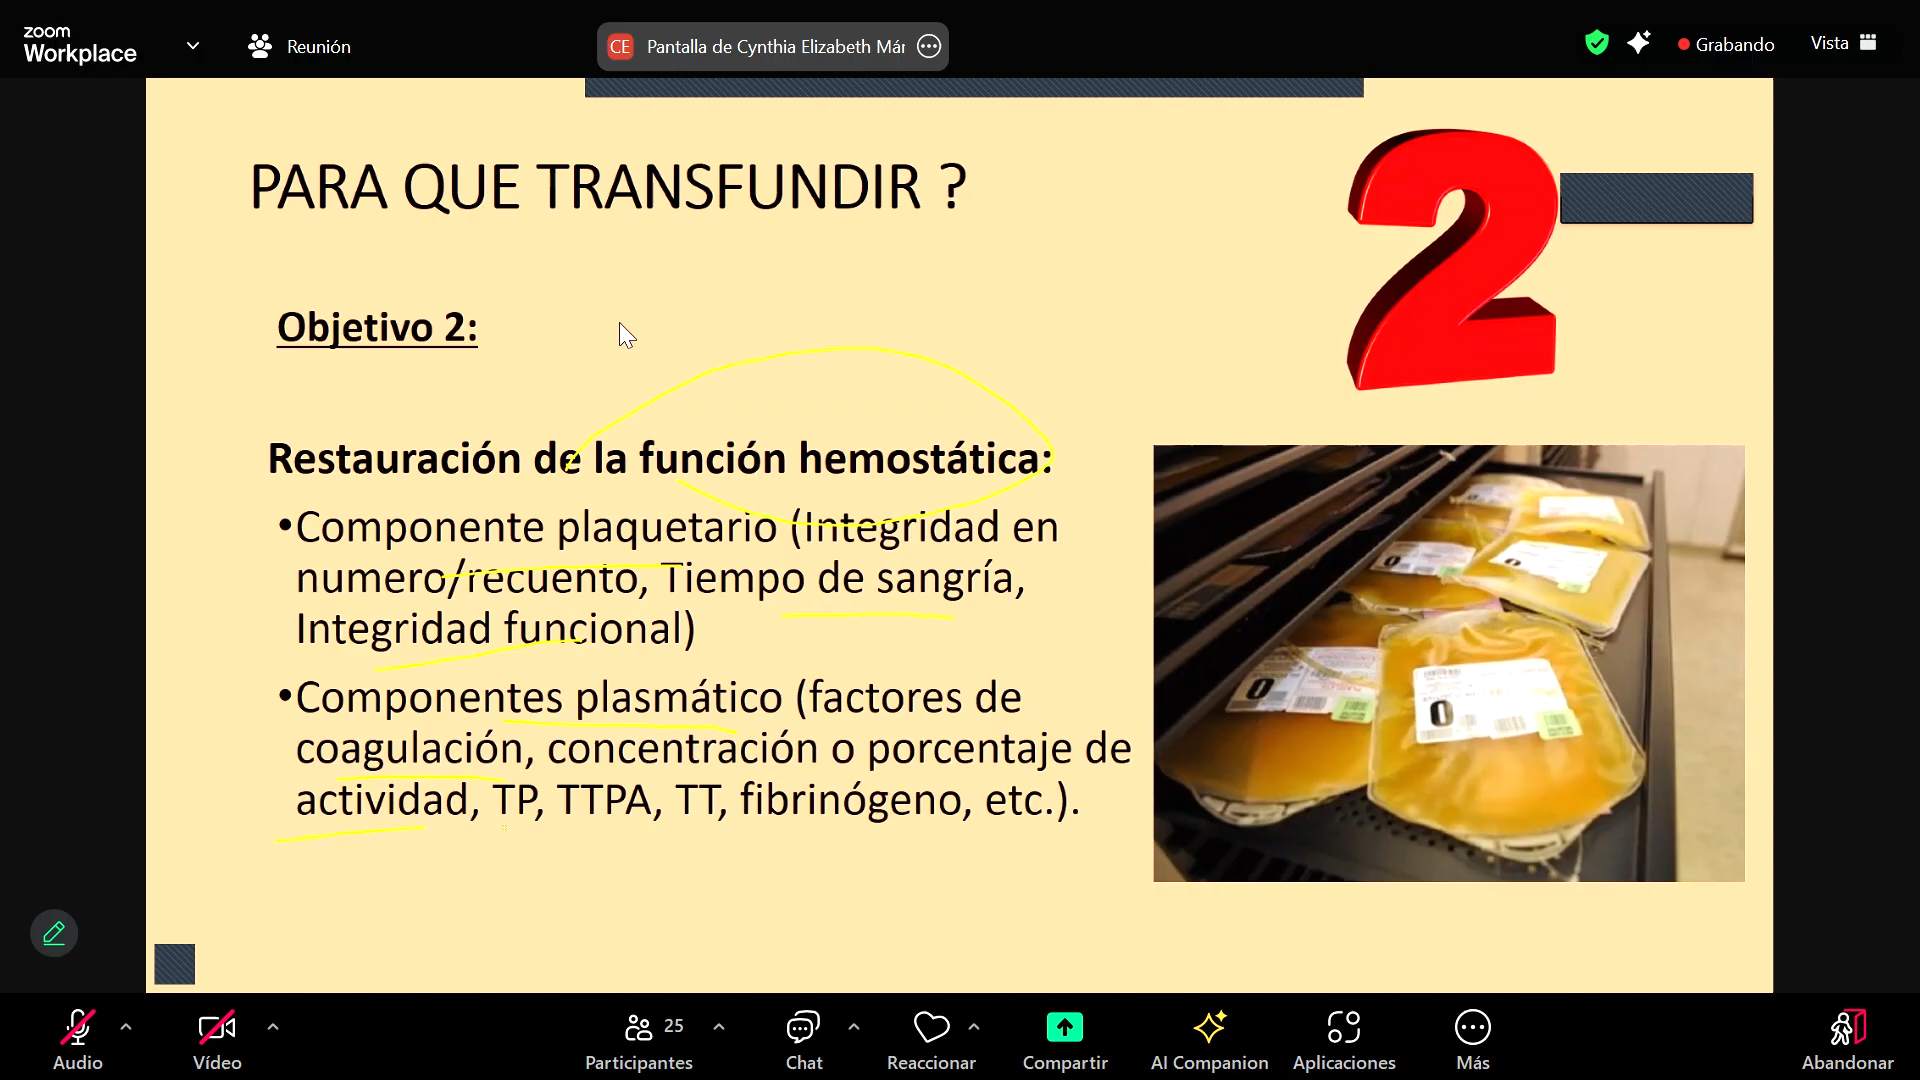 zoom
Workplace
Reunión
CE Pantalla de Cynthia Elizabeth Már
Grabando
Vista
PARA QUE TRANSFUNDIR ?
2
Objetivo 2:
Restauración de la función hemostática:
•Componente plaquetario (Integridad en
numero/recuento, Tiempo de sangría,
Integridad funcional)
•Componentes plasmático (factores de
coagulación, concentración o porcentaje de
actividad, TP, TTPA, TT, fibrinógeno, etc.).
O
O
Audio
Vídeo
25
Participantes
Chat
Reaccionar
Compartir
AI Companion
Aplicaciones
Más
Abandonar